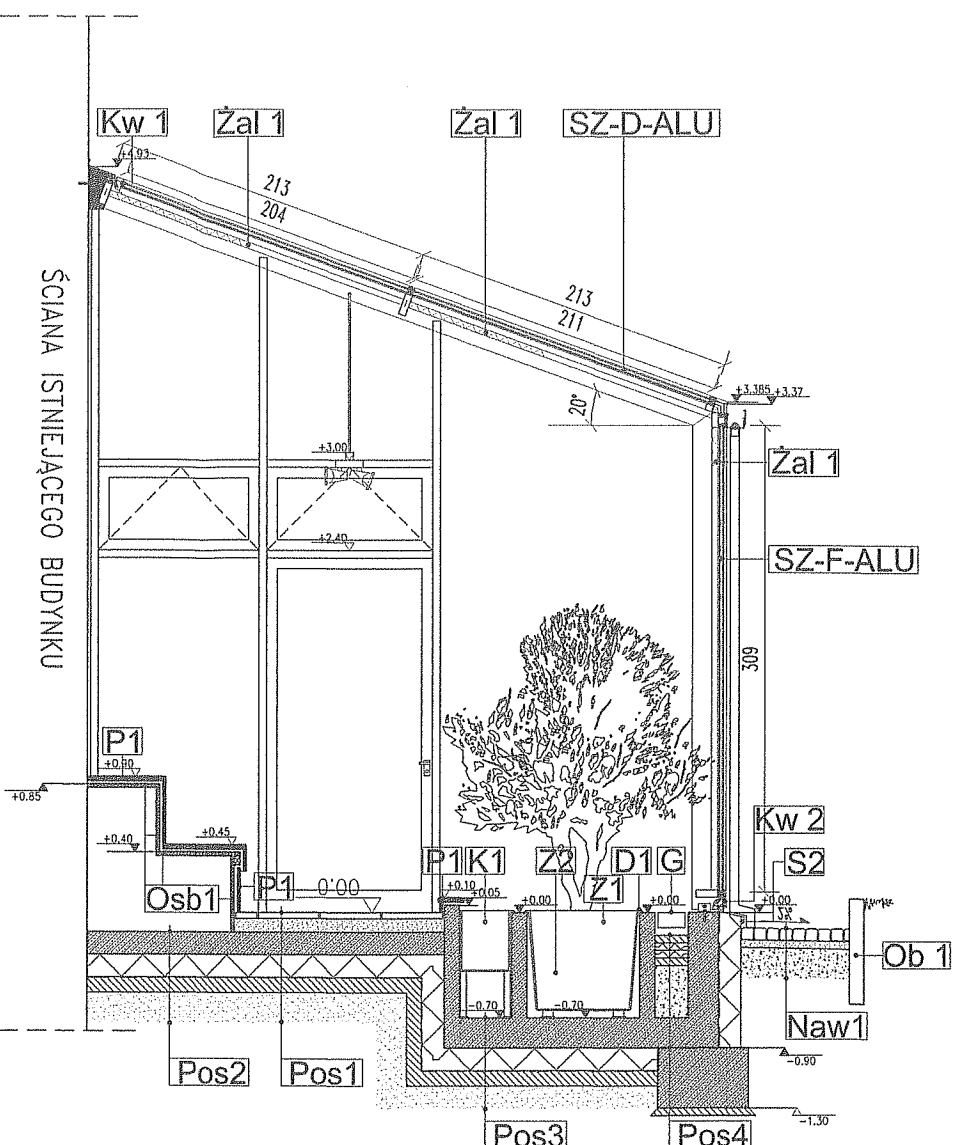 Kw 1
Żal 1
Żal 1
SZ-D-ALU
+4.93
213
204
213
211
+3.385
+3.37
20°
Żal 1
ŚCIANA ISTNIEJĄCEGO BUDYNKU
+3.00
SZ-F-ALU
+2.40
309
P1
+0.90
+0.85
Kw 2
+0.40
+0.45
P1
K1
Z2
D1
G
S2
Osb1
P1
0.00
+0.10
+0.05
+0.00
Z1
+0.00
+0.00
2%
Ob 1
-0.70
-0.70
Naw1
Pos2
Pos1
-0.90
Pos3
Pos4
-1.30